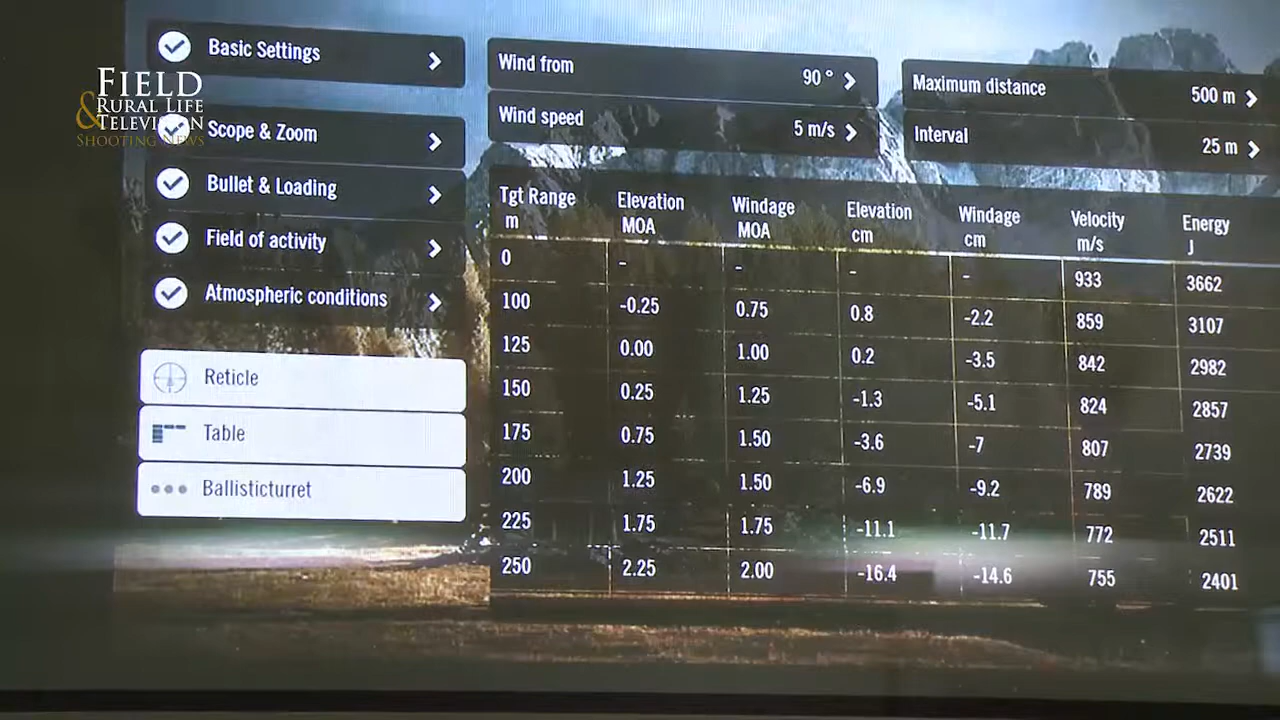 FIELD
& RURAL LIFE
TELEVISION
SHOOTING NEWS
Basic Settings
Scope & Zoom
Bullet & Loading
Field of activity
Atmospheric conditions
Reticle
Table
Ballisticturret
Wind from 90 °
Wind speed 5 m/s
Maximum distance 500 m
Interval 25 m
Tgt Range Elevation Windage Elevation Windage Velocity Energy
m MOA MOA cm cm m/s J
0 - - - - 933 3662
100 -0.25 0.75 0.8 -2.2 859 3107
125 0.00 1.00 0.2 -3.5 842 2982
150 0.25 1.25 -1.3 -5.1 824 2857
175 0.75 1.50 -3.6 -7 807 2739
200 1.25 1.50 -6.9 -9.2 789 2622
225 1.75 1.75 -11.1 -11.7 772 2511
250 2.25 2.00 -16.4 -14.6 755 2401